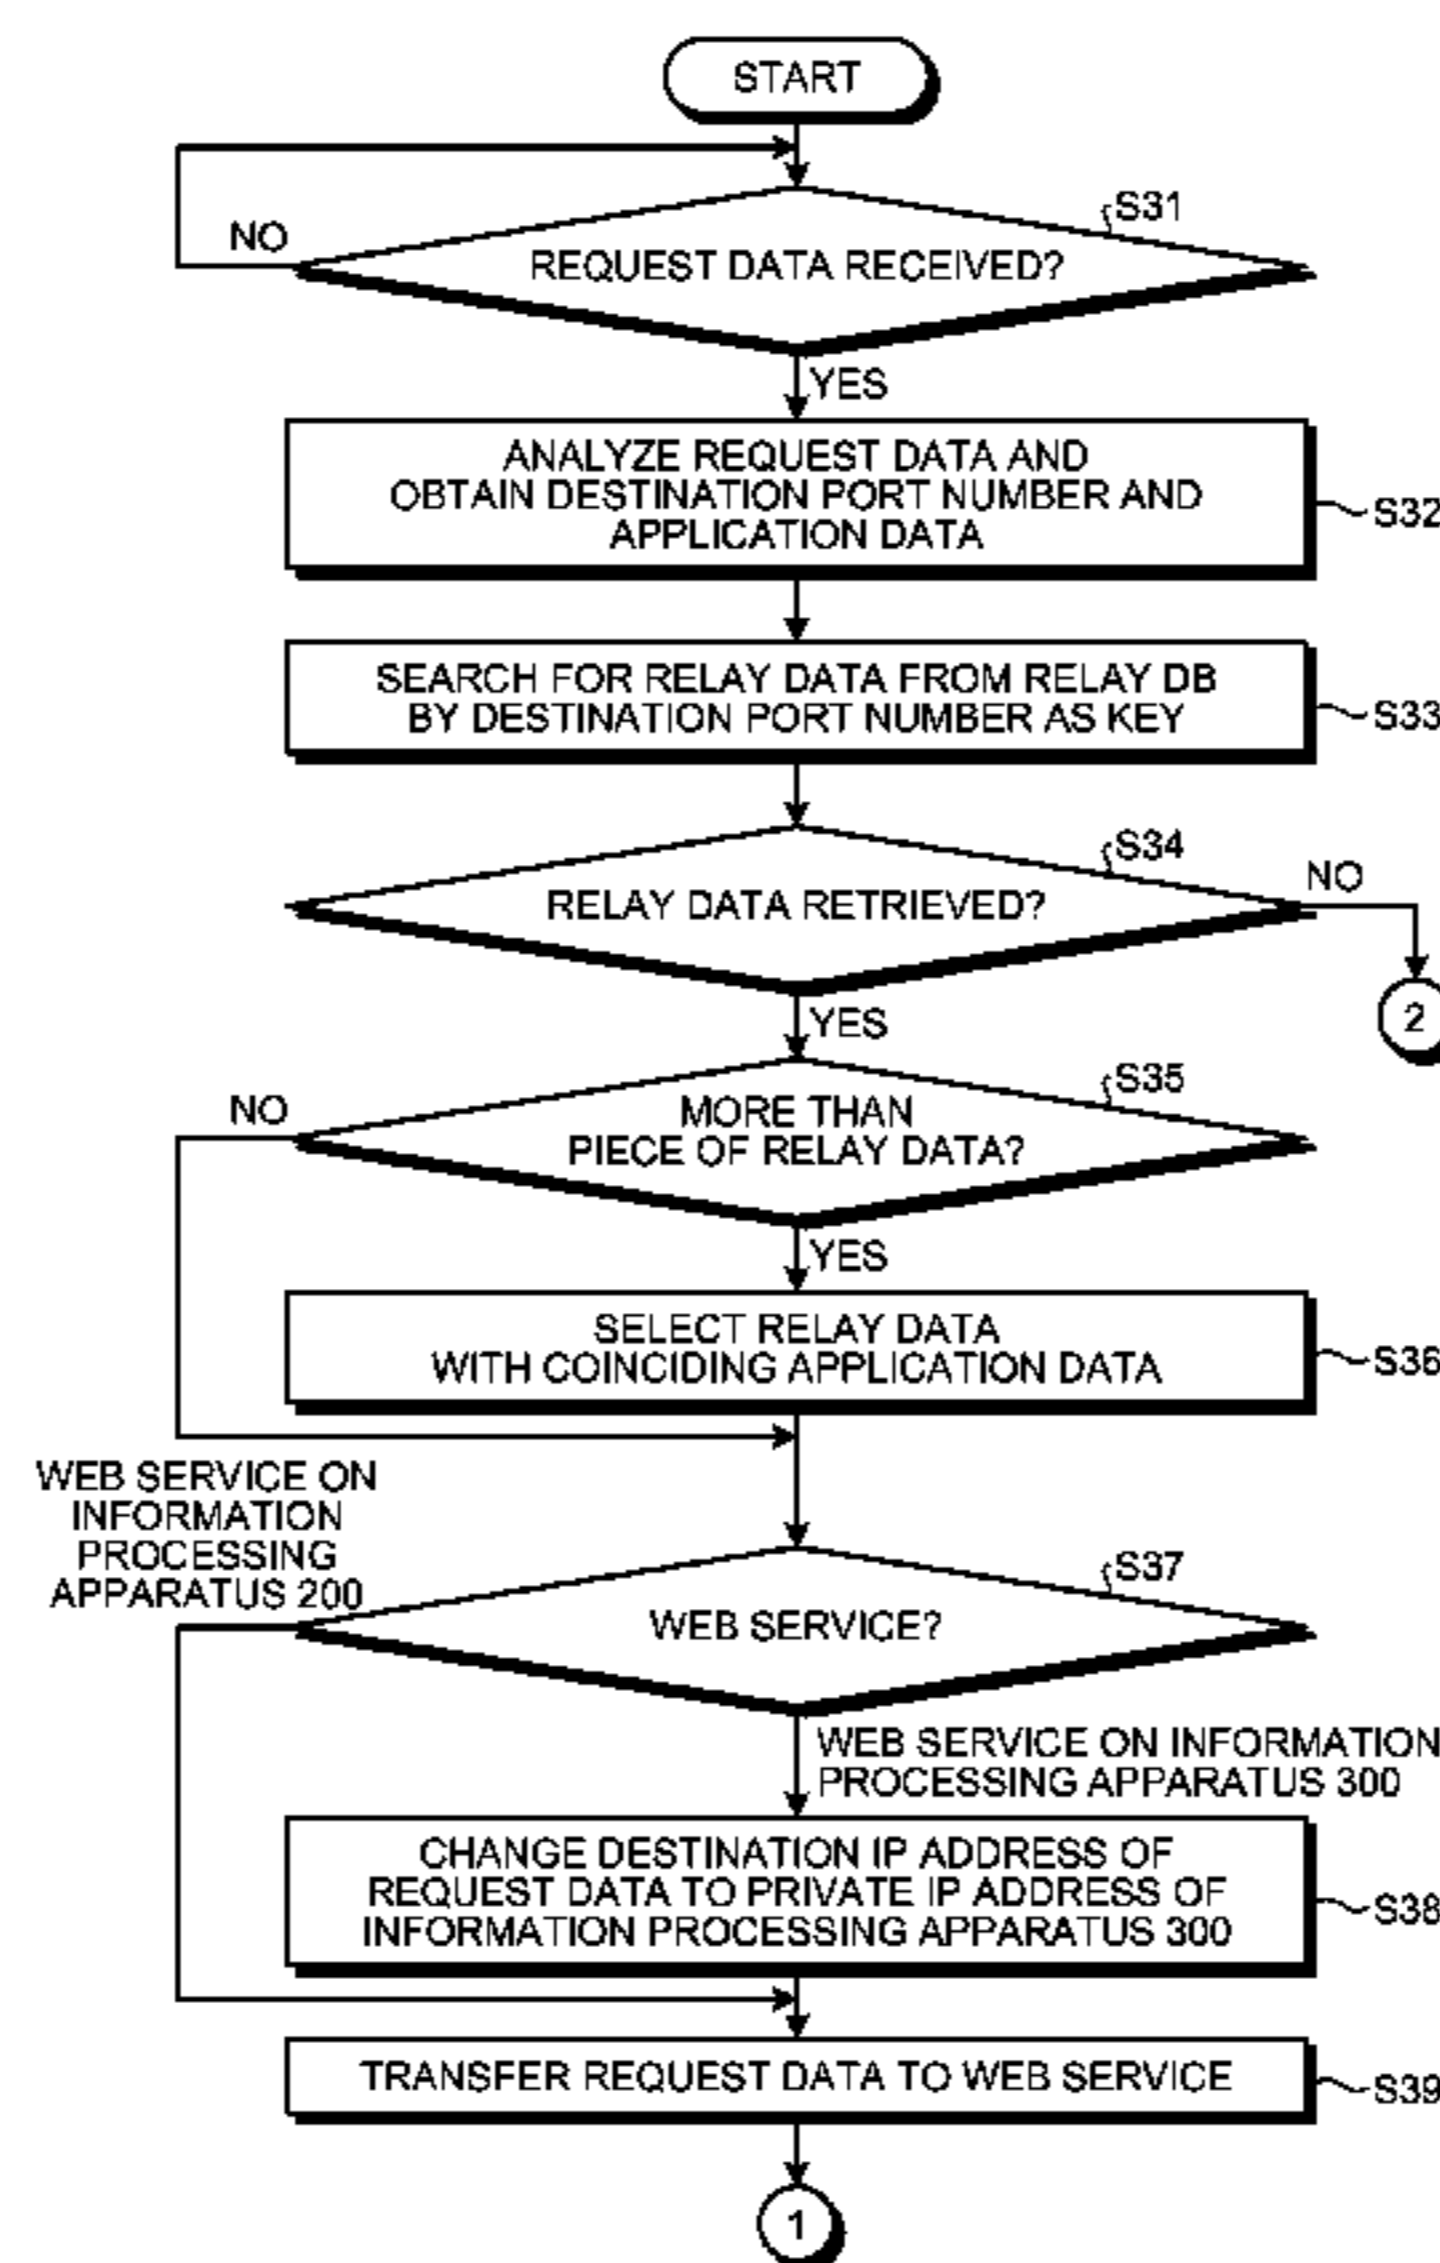 START
S31
NO
REQUEST DATA RECEIVED?
YES
ANALYZE REQUEST DATA AND
OBTAIN DESTINATION PORT NUMBER AND
APPLICATION DATA
S32
SEARCH FOR RELAY DATA FROM RELAY DB
BY DESTINATION PORT NUMBER AS KEY
S33
S34
RELAY DATA RETRIEVED?
NO
2
YES
S35
NO
MORE THAN
PIECE OF RELAY DATA?
YES
SELECT RELAY DATA
WITH COINCIDING APPLICATION DATA
S36
WEB SERVICE ON
INFORMATION
PROCESSING
APPARATUS 200
S37
WEB SERVICE?
WEB SERVICE ON INFORMATION
PROCESSING APPARATUS 300
CHANGE DESTINATION IP ADDRESS OF
REQUEST DATA TO PRIVATE IP ADDRESS OF
INFORMATION PROCESSING APPARATUS 300
S38
TRANSFER REQUEST DATA TO WEB SERVICE
S39
1